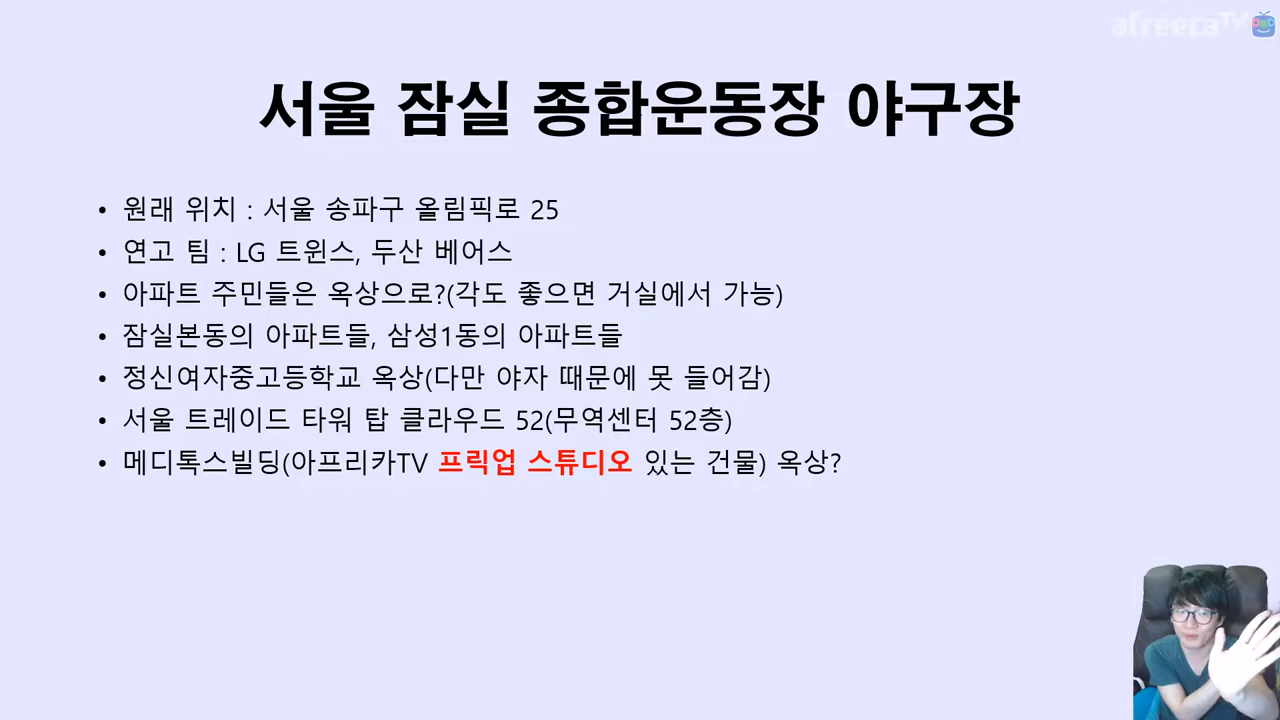 afreecaTV
서울 잠실 종합운동장 야구장
• 원래 위치 : 서울 송파구 올림픽로 25
• 연고 팀 : LG 트윈스, 두산 베어스
• 아파트 주민들은 옥상으로?(각도 좋으면 거실에서 가능)
• 잠실본동의 아파트들, 삼성1동의 아파트들
• 정신여자중고등학교 옥상(다만 야자 때문에 못 들어감)
• 서울 트레이드 타워 탑 클라우드 52(무역센터 52층)
• 메디톡스빌딩(아프리카TV 프릭업 스튜디오 있는 건물) 옥상?